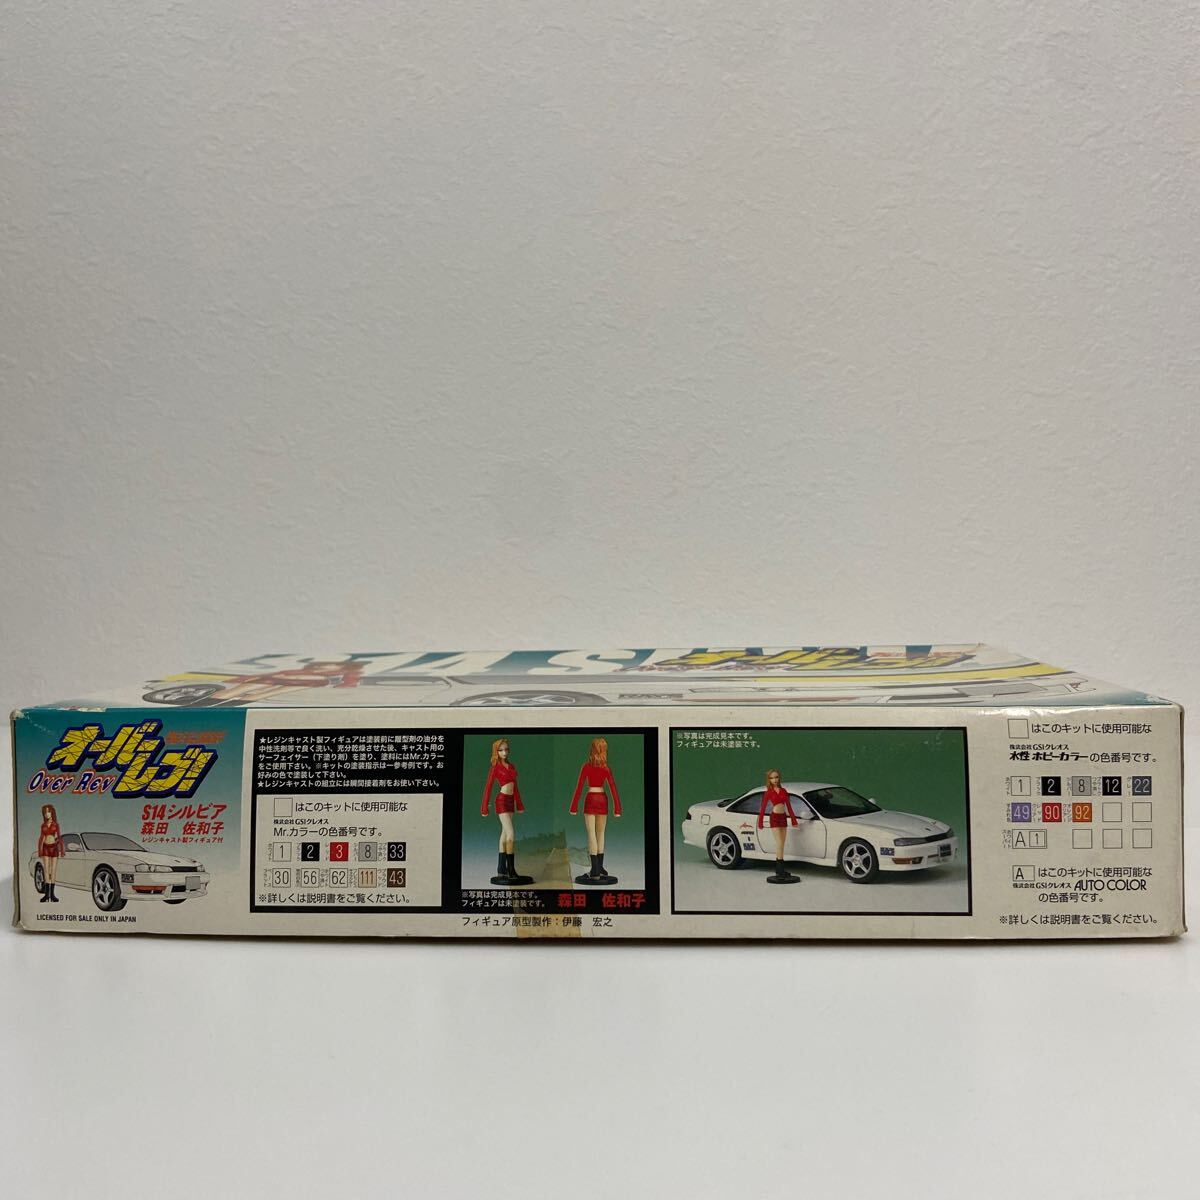 オーバーレブ!
Over Rev
S14シルビア
森田 佐和子
レジンキャスト製フィギュア付
LICENSED FOR SALE ONLY IN JAPAN
★レジンキャスト製フィギュアは塗装前に離型剤の油分を
中性洗剤等で良く洗い、充分乾燥させた後、キャスト用の
サーフェイサー（下塗り剤）を塗り、塗料にはMr.カラー
をご使用下さい。※キットの塗装指示は一参考例です。お
好みの色で塗装して下さい。
★レジンキャストの組立には瞬間接着剤をお使い下さい。
はこのキットに使用可能な
株式会社GSIクレオス
Mr.カラーの色番号です。
1 2 3 8 33
30 56 62 111 43
※詳しくは説明書をご覧ください。
※写真は完成見本です。
フィギュアは未塗装です。
森田 佐和子
フィギュア原型製作：伊藤 宏之
※写真は完成見本です。
フィギュアは未塗装です。
はこのキットに使用可能な
株式会社GSIクレオス
水性ホビーカラーの色番号です。
1 2 8 12 22
49 90 92
A 1
A はこのキットに使用可能な
株式会社GSIクレオス AUTO COLOR
の色番号です。
※詳しくは説明書をご覧ください。